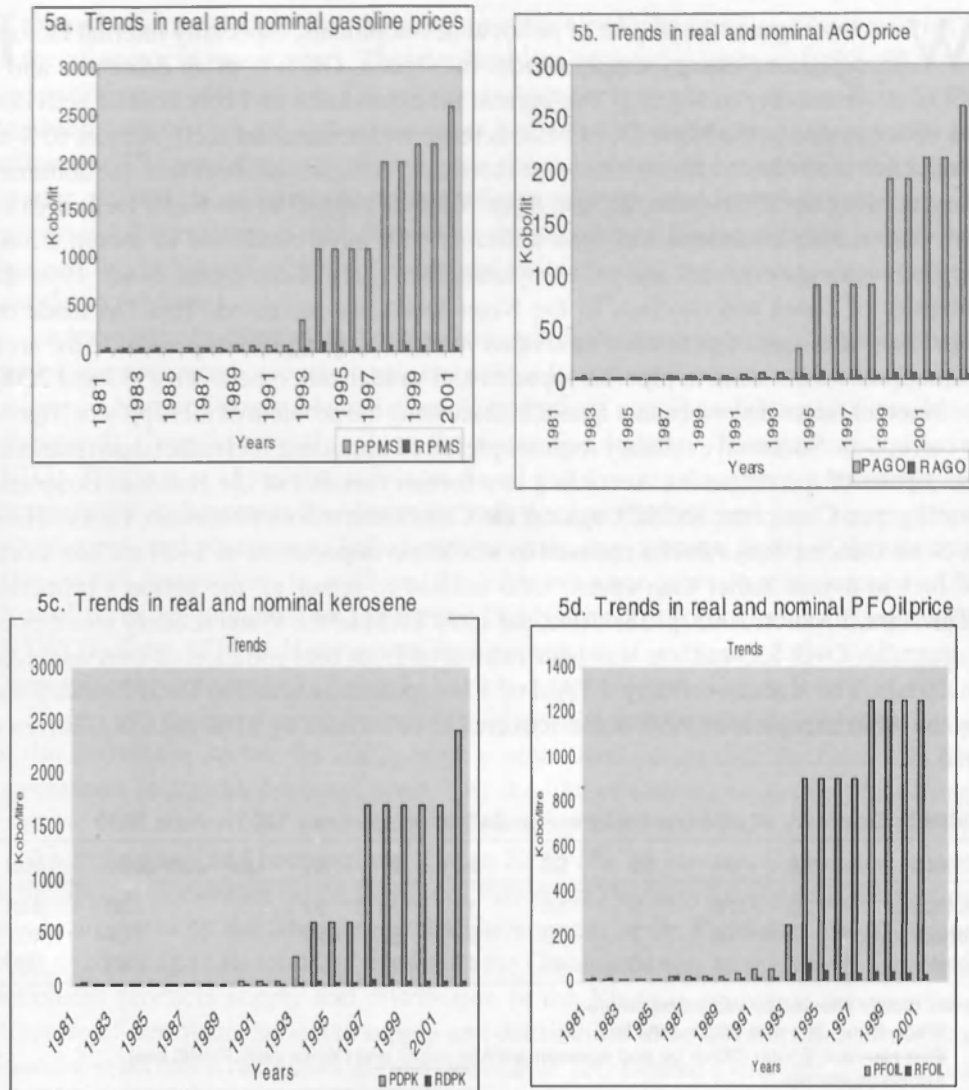 5a. Trends in real and nominal gasoline prices
3000
2500
2000
1500
1000
500
0
Kobo/lit
1981 1983 1985 1987 1989 1991 1993 1995 1997 1999 2001
Years
PPMS RPMS
5b. Trends in real and nominal AGOprice
300
250
200
150
100
50
0
Kobo/lit
1981 1983 1985 1987 1989 1991 1993 1995 1997 1999 2001
Years
PAGO RAGO
5c. Trends in real and nominal kerosene
Trends
3000
2500
2000
1500
1000
500
0
Kobo/litre
1981 1983 1985 1987 1989 1991 1993 1995 1997 1999 2001
Years
PDPK RDPK
5d. Trends in real and nominal PFOilprice
Trends
1400
1200
1000
800
600
400
200
0
Kobo/litre
1981 1983 1985 1987 1989 1991 1993 1995 1997 1999 2001
Years
PFOIL RFOIL